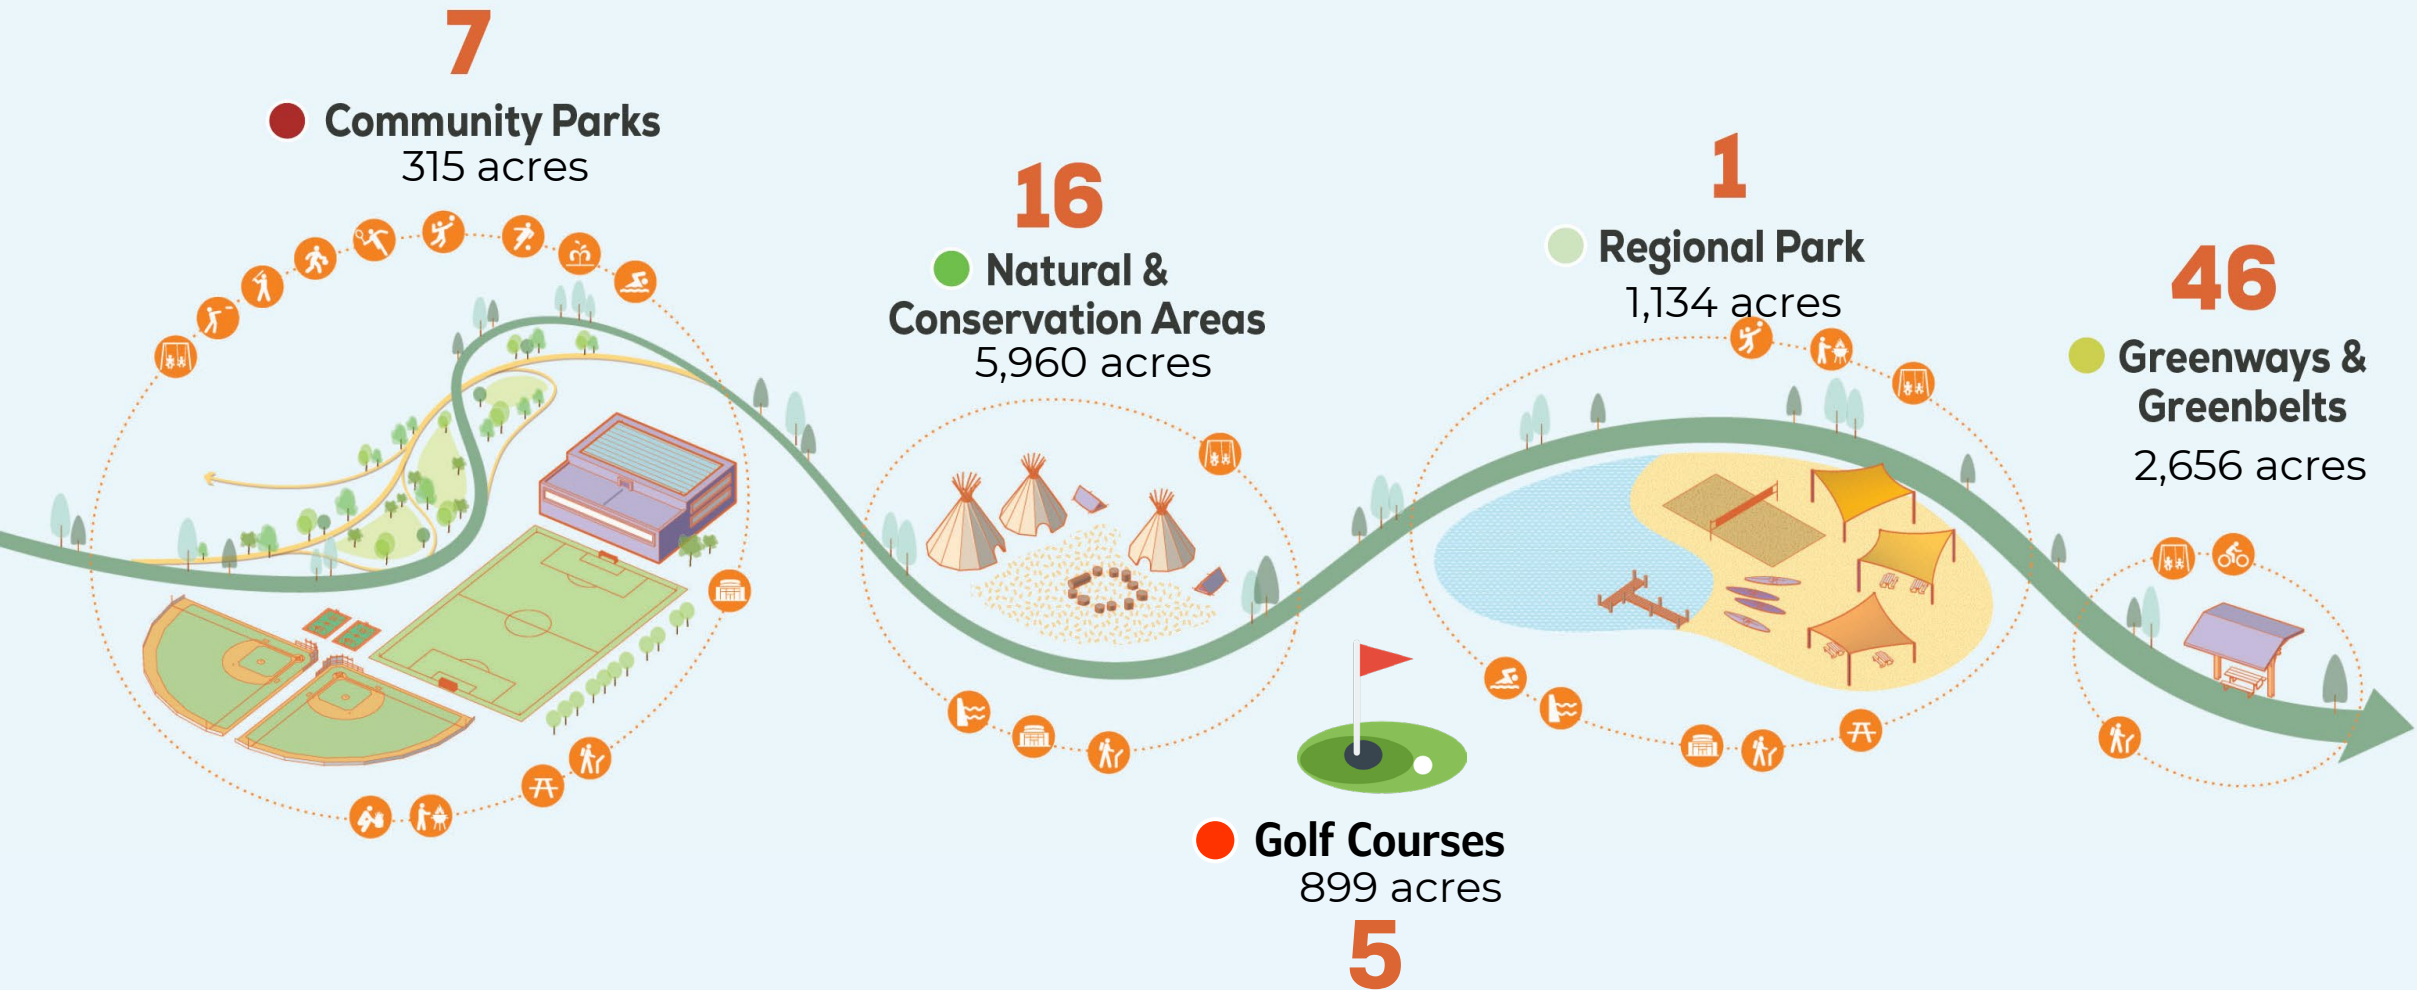 7
Community Parks
315 acres
16
Natural &
Conservation Areas
5,960 acres
1
Regional Park
1,134 acres
46
Greenways &
Greenbelts
2,656 acres
Golf Courses
899 acres
5